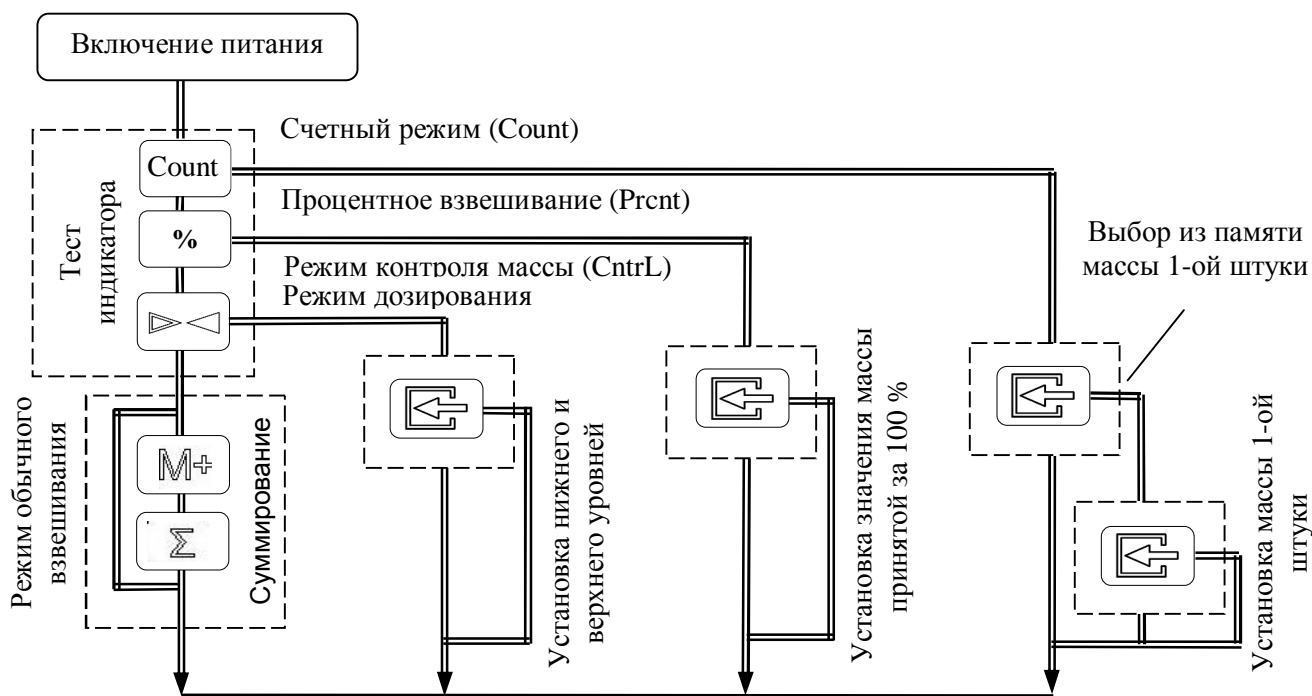 Включение питания
Счетный режим (Count)
Count
Процентное взвешивание (Prcnt)
%
Тест
индикатора
Режим контроля массы (CntrL)
Режим дозирования
Выбор из памяти
массы 1-ой штуки
Режим обычного
взвешивания
M+
Σ
Суммирование
Установка нижнего и
верхнего уровней
Установка значения массы
принятой за 100 %
Установка массы 1-ой
штуки